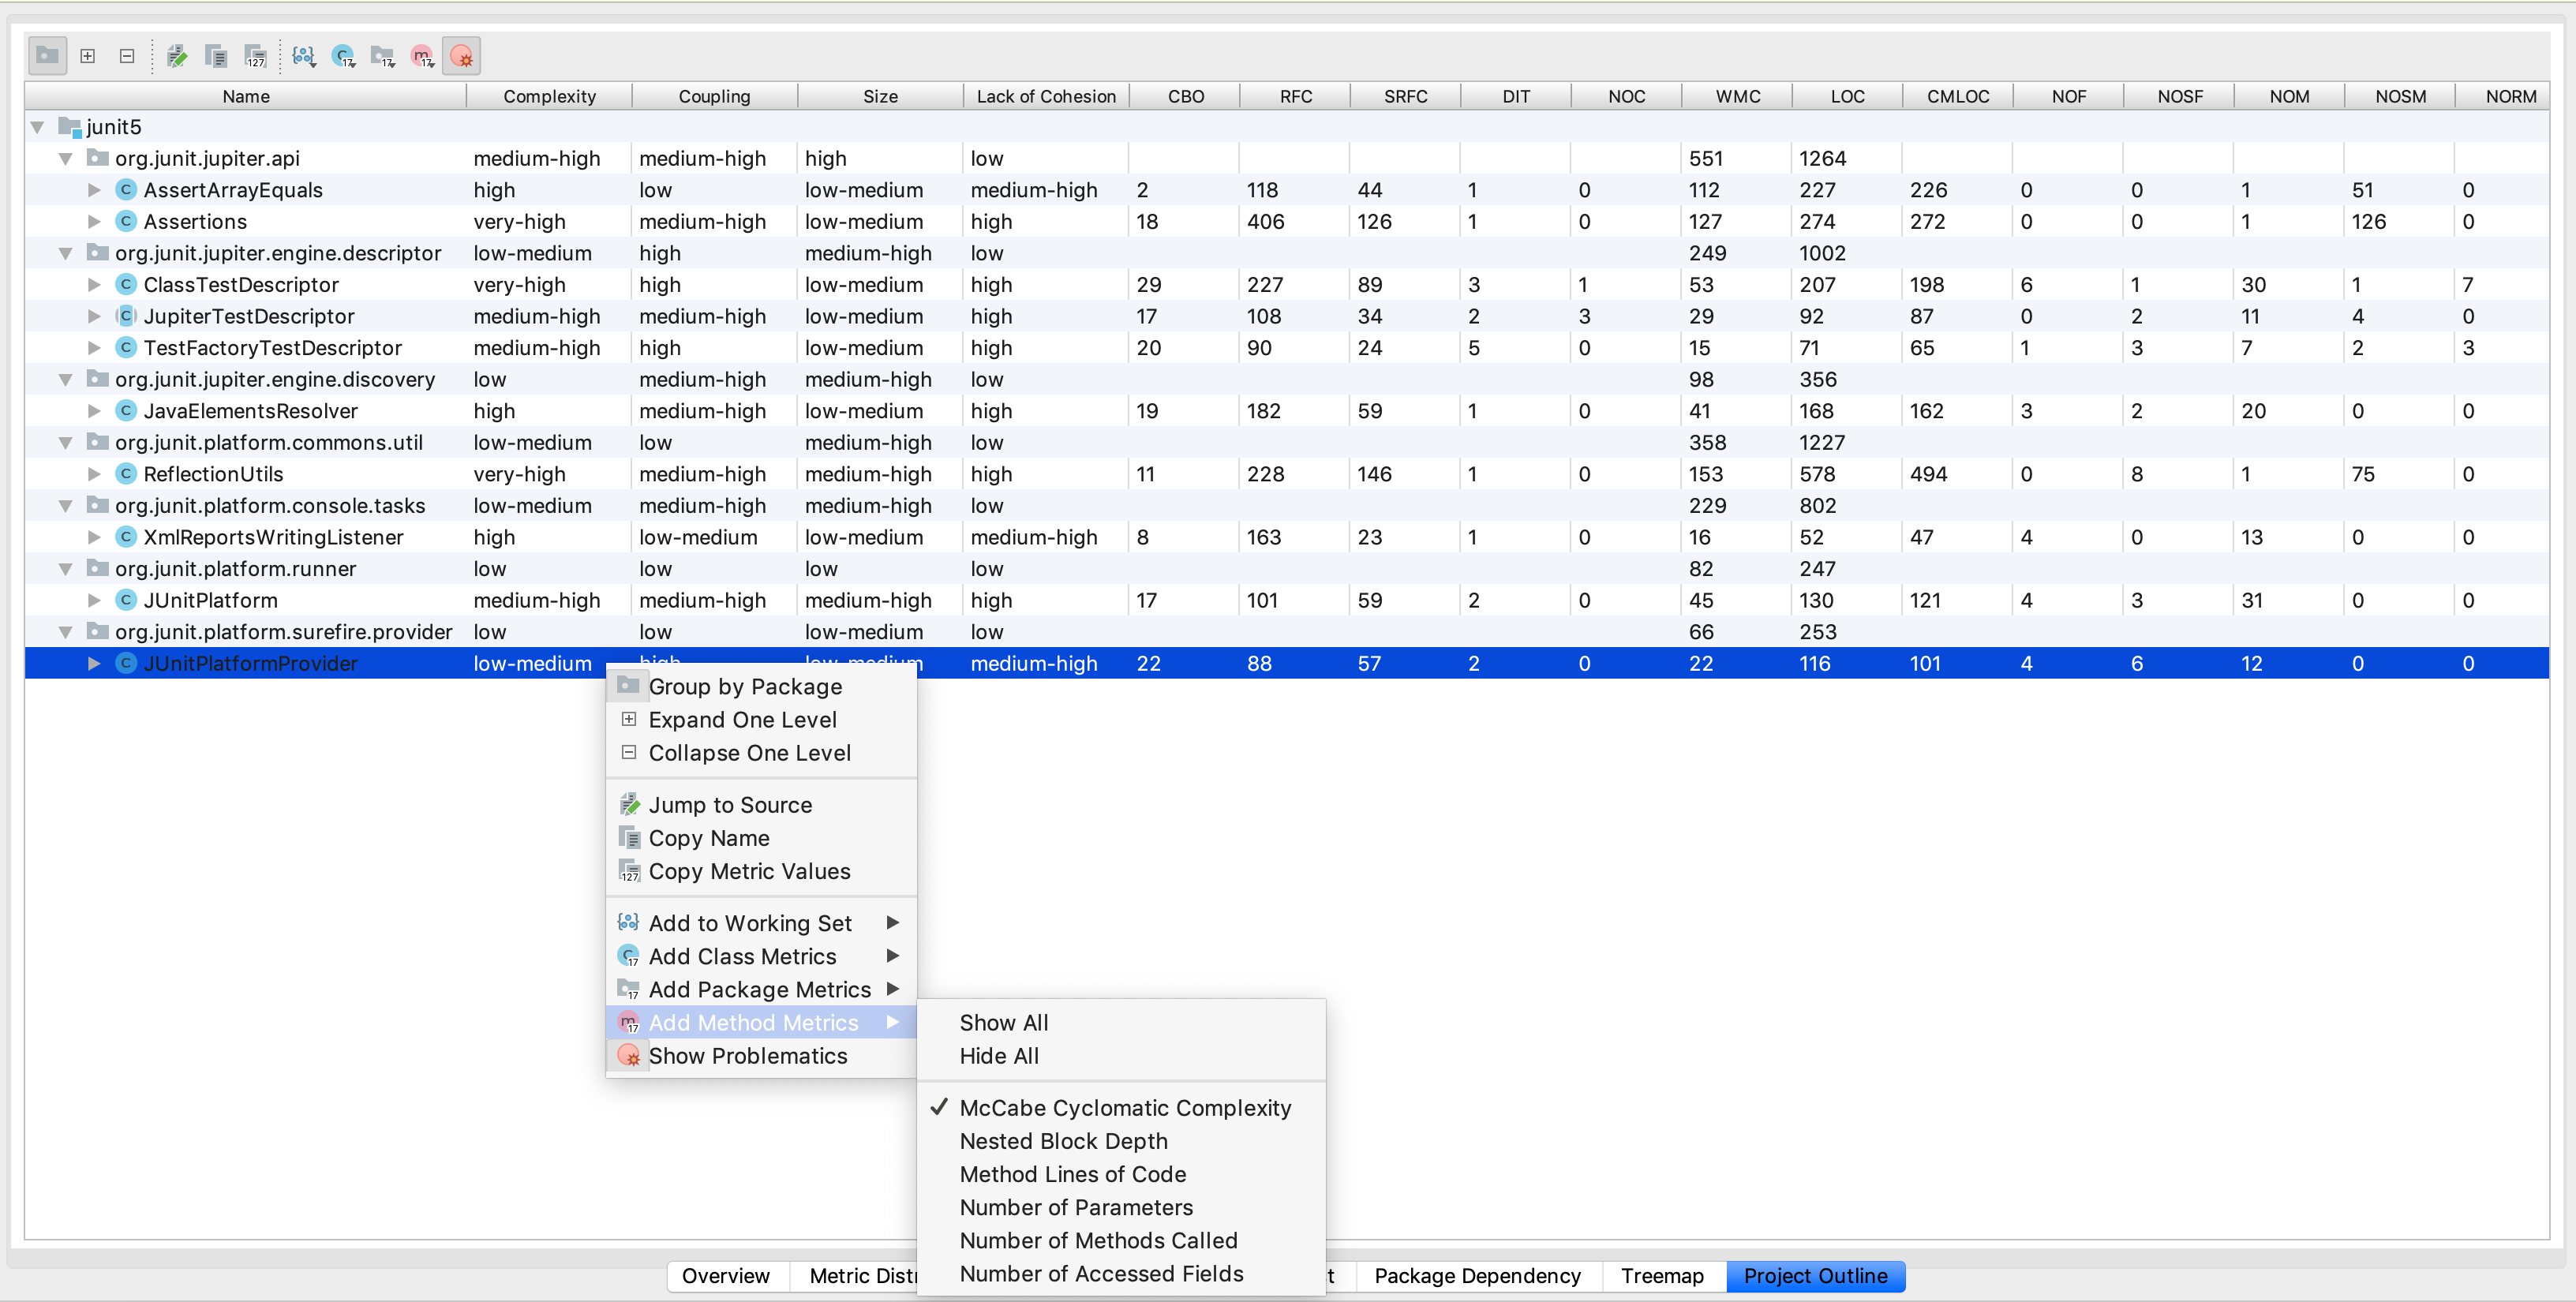 Name Complexity Coupling Size Lack of Cohesion CBO RFC SRFC DIT NOC WMC LOC CMLOC NOF NOSF NOM NOSM NORM
junit5
org.junit.jupiter.api medium-high medium-high high low 551 1264
AssertArrayEquals high low low-medium medium-high 2 118 44 1 0 112 227 226 0 0 1 51 0
Assertions very-high medium-high low-medium high 18 406 126 1 0 127 274 272 0 0 1 126 0
org.junit.jupiter.engine.descriptor low-medium high medium-high low 249 1002
ClassTestDescriptor very-high high low-medium high 29 227 89 3 1 53 207 198 6 1 30 1 7
JupiterTestDescriptor medium-high medium-high low-medium high 17 108 34 2 3 29 92 87 0 2 11 4 0
TestFactoryTestDescriptor medium-high high low-medium high 20 90 24 5 0 15 71 65 1 3 7 2 3
org.junit.jupiter.engine.discovery low medium-high medium-high low 98 356
JavaElementsResolver high medium-high low-medium high 19 182 59 1 0 41 168 162 3 2 20 0 0
org.junit.platform.commons.util low-medium low medium-high low 358 1227
ReflectionUtils very-high medium-high medium-high high 11 228 146 1 0 153 578 494 0 8 1 75 0
org.junit.platform.console.tasks low-medium medium-high medium-high low 229 802
XmlReportsWritingListener high low-medium low-medium medium-high 8 163 23 1 0 16 52 47 4 0 13 0 0
org.junit.platform.runner low low low low 82 247
JUnitPlatform medium-high medium-high medium-high high 17 101 59 2 0 45 130 121 4 3 31 0 0
org.junit.platform.surefire.provider low low low-medium low 66 253
JUnitPlatformProvider low-medium high low-medium medium-high 22 88 57 2 0 22 116 101 4 6 12 0 0
Group by Package
Expand One Level
Collapse One Level
Jump to Source
Copy Name
Copy Metric Values
Add to Working Set
Add Class Metrics
Add Package Metrics
Add Method Metrics
Show Problematics
Show All
Hide All
McCabe Cyclomatic Complexity
Nested Block Depth
Method Lines of Code
Number of Parameters
Number of Methods Called
Number of Accessed Fields
Overview Metric Package Dependency Treemap Project Outline